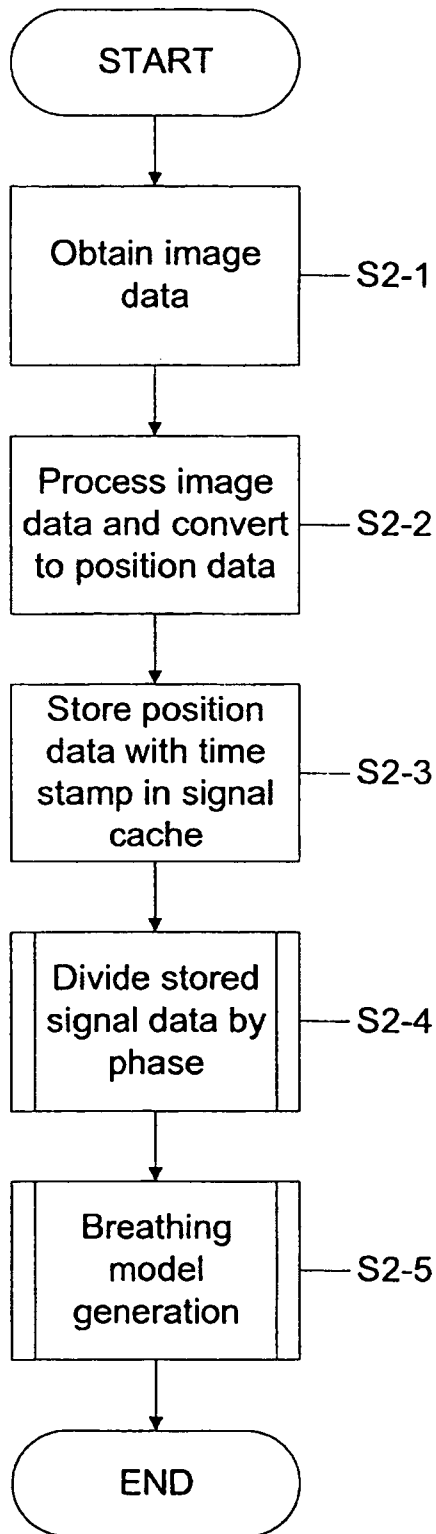 START
Obtain image
data
S2-1
Process image
data and convert
to position data
S2-2
Store position
data with time
stamp in signal
cache
S2-3
Divide stored
signal data by
phase
S2-4
Breathing
model
generation
S2-5
END